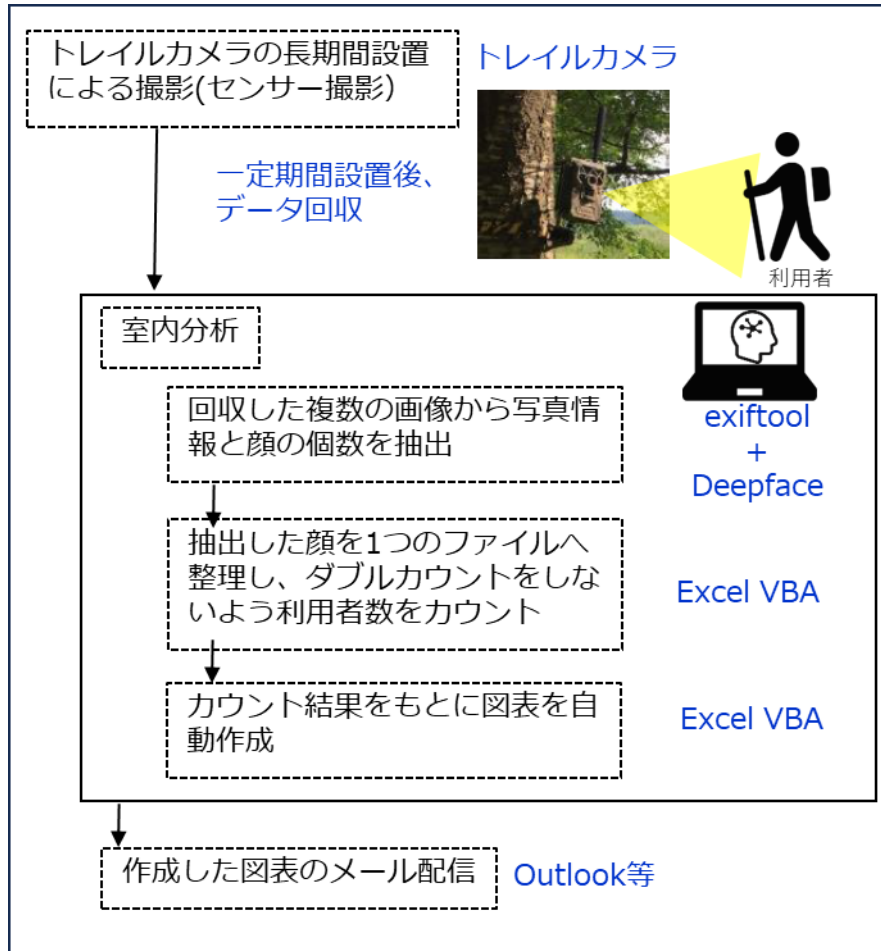 トレイルカメラの長期間設置
による撮影(センサー撮影）
トレイルカメラ
一定期間設置後、
データ回収
利用者
室内分析
回収した複数の画像から写真情
報と顔の個数を抽出
exiftool
+
Deepface
抽出した顔を1つのファイルへ
整理し、ダブルカウントをしな
いよう利用者数をカウント
Excel VBA
カウント結果をもとに図表を自
動作成
Excel VBA
作成した図表のメール配信
Outlook等